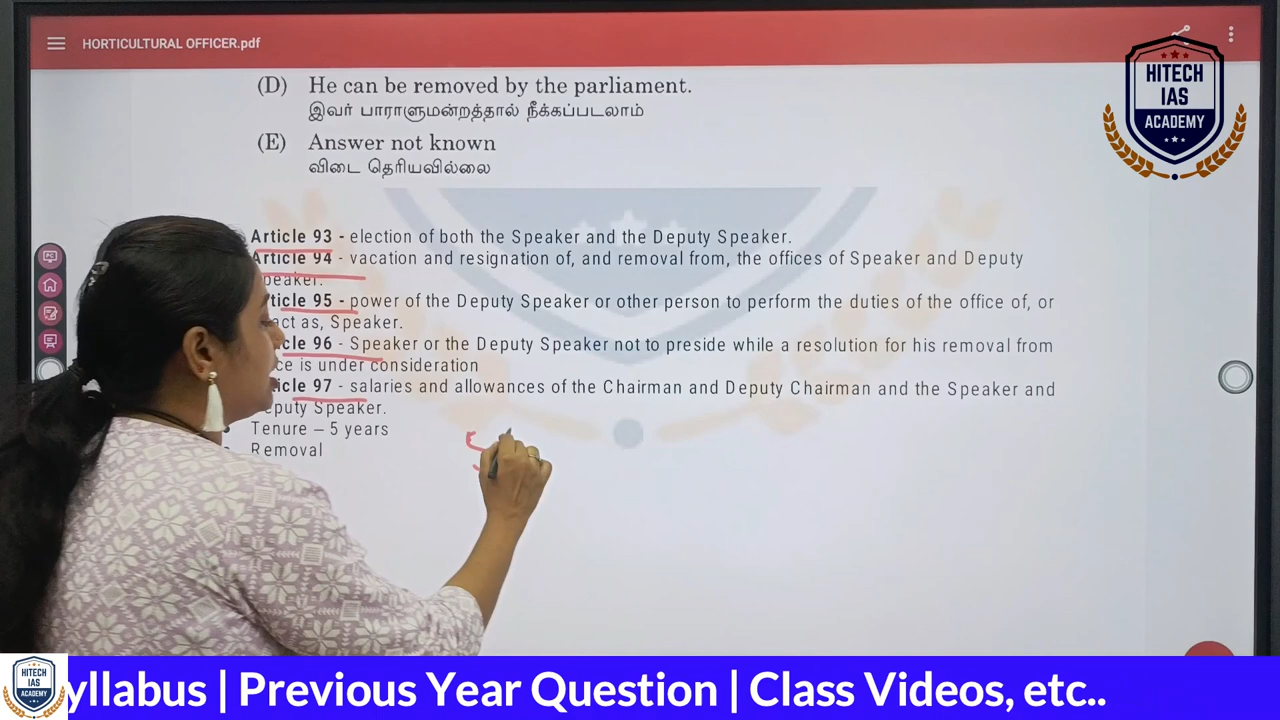 HORTICULTURAL OFFICER.pdf
HITECH
IAS
ACADEMY
(D) He can be removed by the parliament.
இவர் பாராளுமன்றத்தால் நீக்கப்படலாம்
(E) Answer not known
விடை தெரியவில்லை
Article 93 - election of both the Speaker and the Deputy Speaker.
Article 94 - vacation and resignation of, and removal from, the offices of Speaker and Deputy
peaker.
ticle 95 - power of the Deputy Speaker or other person to perform the duties of the office of, or
act as, Speaker.
cle 96 - Speaker or the Deputy Speaker not to preside while a resolution for his removal from
ce is under consideration
icle 97 - salaries and allowances of the Chairman and Deputy Chairman and the Speaker and
eputy Speaker.
Tenure – 5 years
Removal
HITECH
IAS
ACADEMY
yllabus | Previous Year Question | Class Videos, etc..